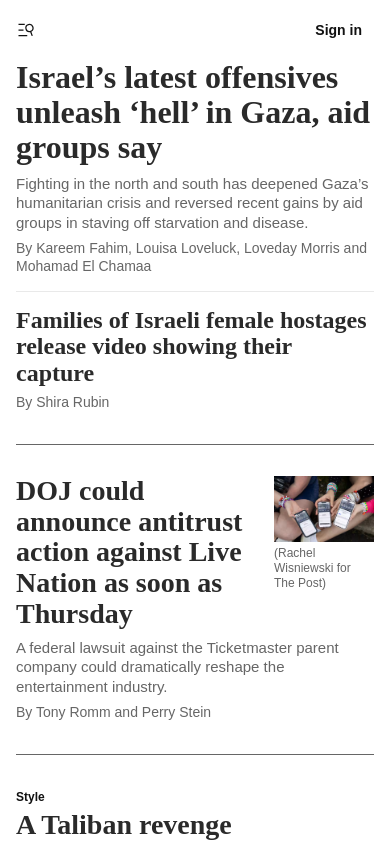 Sign in
Israel’s latest offensives
unleash ‘hell’ in Gaza, aid
groups say
Fighting in the north and south has deepened Gaza’s
humanitarian crisis and reversed recent gains by aid
groups in staving off starvation and disease.
By Kareem Fahim, Louisa Loveluck, Loveday Morris and
Mohamad El Chamaa
Families of Israeli female hostages
release video showing their
capture
By Shira Rubin
DOJ could
announce antitrust
action against Live
Nation as soon as
Thursday
(Rachel
Wisniewski for
The Post)
A federal lawsuit against the Ticketmaster parent
company could dramatically reshape the
entertainment industry.
By Tony Romm and Perry Stein
Style
A Taliban revenge